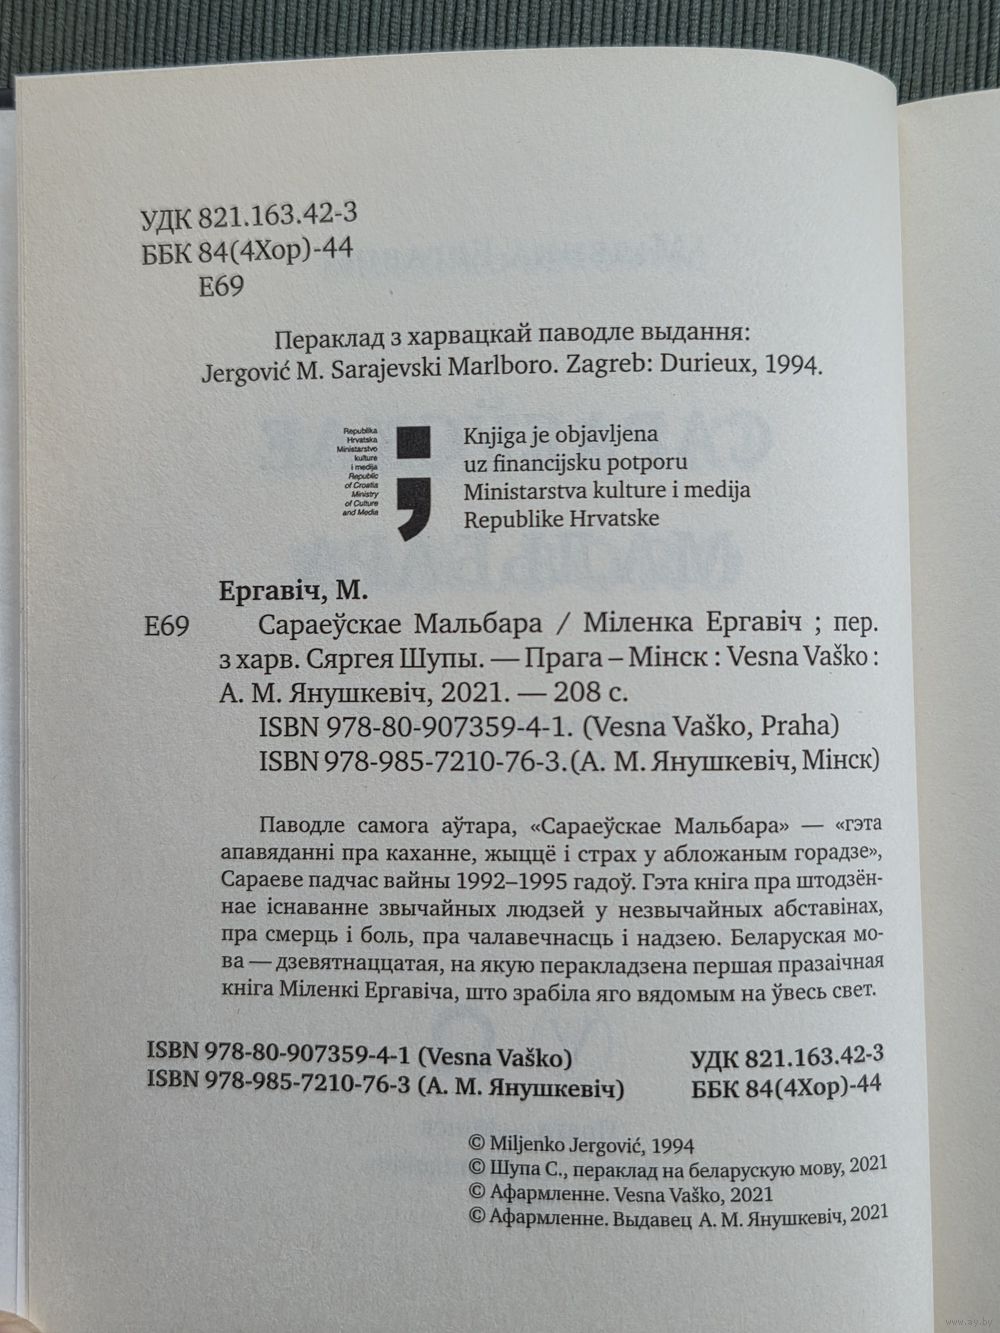 УДК 821.163.42-3
ББК 84(4Хор)-44
Е69
Пераклад з харвацкай паводле выдання:
Jergović M. Sarajevski Marlboro. Zagreb: Durieux, 1994.
Republika
Hrvatska
Ministarstvo
kulture
i medija
Republic
of Croatia
Ministry
of Culture
and Media
Knjiga je objavljena
uz financijsku potporu
Ministarstva kulture i medija
Republike Hrvatske
Ергавіч, М.
Е69 Сараеўскае Мальбара / Міленка Ергавіч ; пер.
з харв. Сяргея Шупы. — Прага – Мінск : Vesna Vaško :
А. М. Янушкевіч, 2021. — 208 с.
ISBN 978-80-907359-4-1. (Vesna Vaško, Praha)
ISBN 978-985-7210-76-3.(А. М. Янушкевіч, Мінск)
Паводле самога аўтара, «Сараеўскае Мальбара» — «гэта
апавяданні пра каханне, жыццё і страх у абложаным горадзе»,
Сараеве падчас вайны 1992–1995 гадоў. Гэта кніга пра штодзён-
нае існаванне звычайных людзей у незвычайных абставінах,
пра смерць і боль, пра чалавечнасць і надзею. Беларуская мо-
ва — дзевятнаццатая, на якую перакладзена першая празаічная
кніга Міленкі Ергавіча, што зрабіла яго вядомым на ўвесь свет.
ISBN 978-80-907359-4-1 (Vesna Vaško) УДК 821.163.42-3
ISBN 978-985-7210-76-3 (А. М. Янушкевіч) ББК 84(4Хор)-44
© Miljenko Jergović, 1994
© Шупа С., пераклад на беларускую мову, 2021
© Афармленне. Vesna Vaško, 2021
© Афармленне. Выдавец А. М. Янушкевіч, 2021
www.ay.by